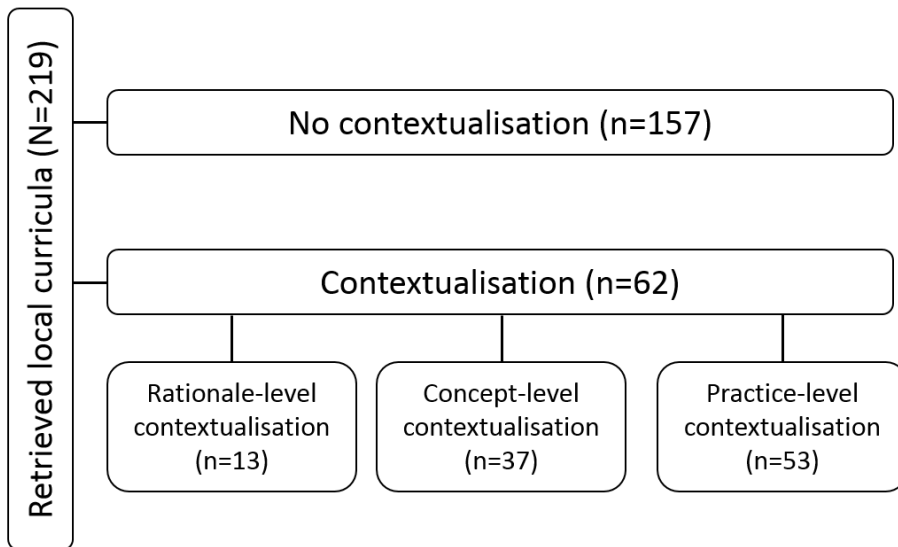 Retrieved local curricula (N=219)
No contextualisation (n=157)
Contextualisation (n=62)
Rationale-level
contextualisation
(n=13)
Concept-level
contextualisation
(n=37)
Practice-level
contextualisation
(n=53)